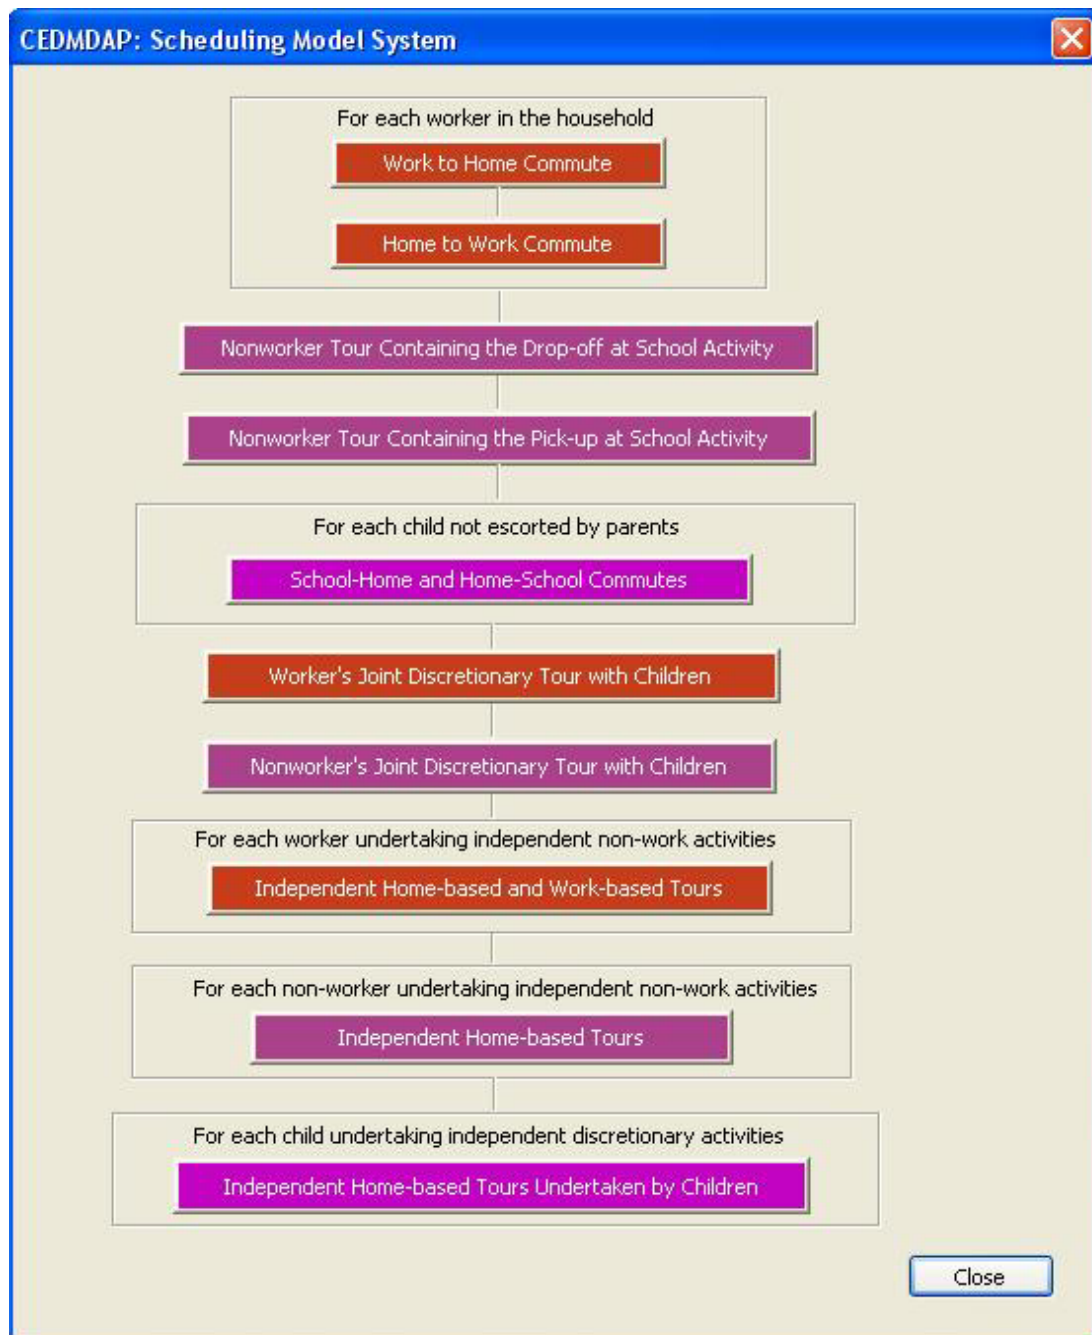 CEDMDAP: Scheduling Model System
For each worker in the household
Work to Home Commute
Home to Work Commute
Nonworker Tour Containing the Drop-off at School Activity
Nonworker Tour Containing the Pick-up at School Activity
For each child not escorted by parents
School-Home and Home-School Commutes
Worker's Joint Discretionary Tour with Children
Nonworker's Joint Discretionary Tour with Children
For each worker undertaking independent non-work activities
Independent Home-based and Work-based Tours
For each non-worker undertaking independent non-work activities
Independent Home-based Tours
For each child undertaking independent discretionary activities
Independent Home-based Tours Undertaken by Children
Close